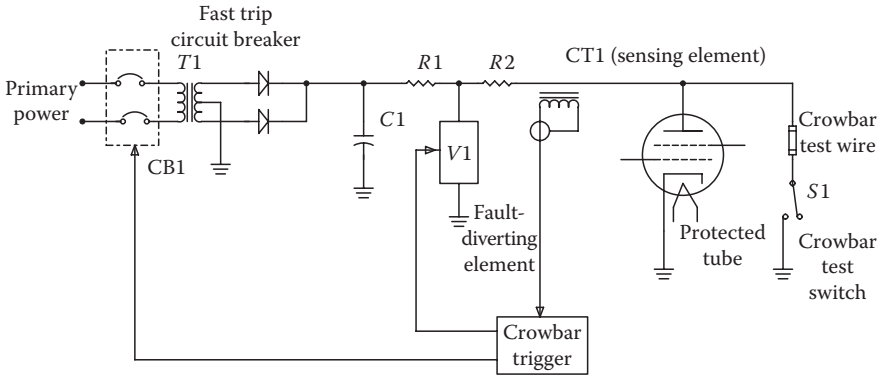 Fast trip
circuit breaker
T1
R1
R2
CT1 (sensing element)
Primary
power
C1
Crowbar
test wire
CB1
V1
S1
Fault-
diverting
element
Protected
tube
Crowbar
test
switch
Crowbar
trigger